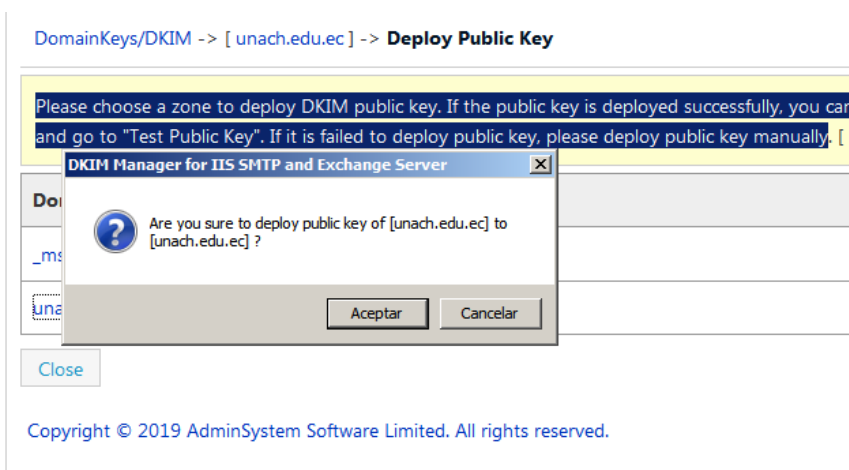 DomainKeys/DKIM -> [ unach.edu.ec ] -> Deploy Public Key
Please choose a zone to deploy DKIM public key. If the public key is deployed successfully, you can
and go to "Test Public Key". If it is failed to deploy public key, please deploy public key manually. [
DKIM Manager for IIS SMTP and Exchange Server
Are you sure to deploy public key of [unach.edu.ec] to
[unach.edu.ec] ?
Aceptar Cancelar
Close
Copyright © 2019 AdminSystem Software Limited. All rights reserved.